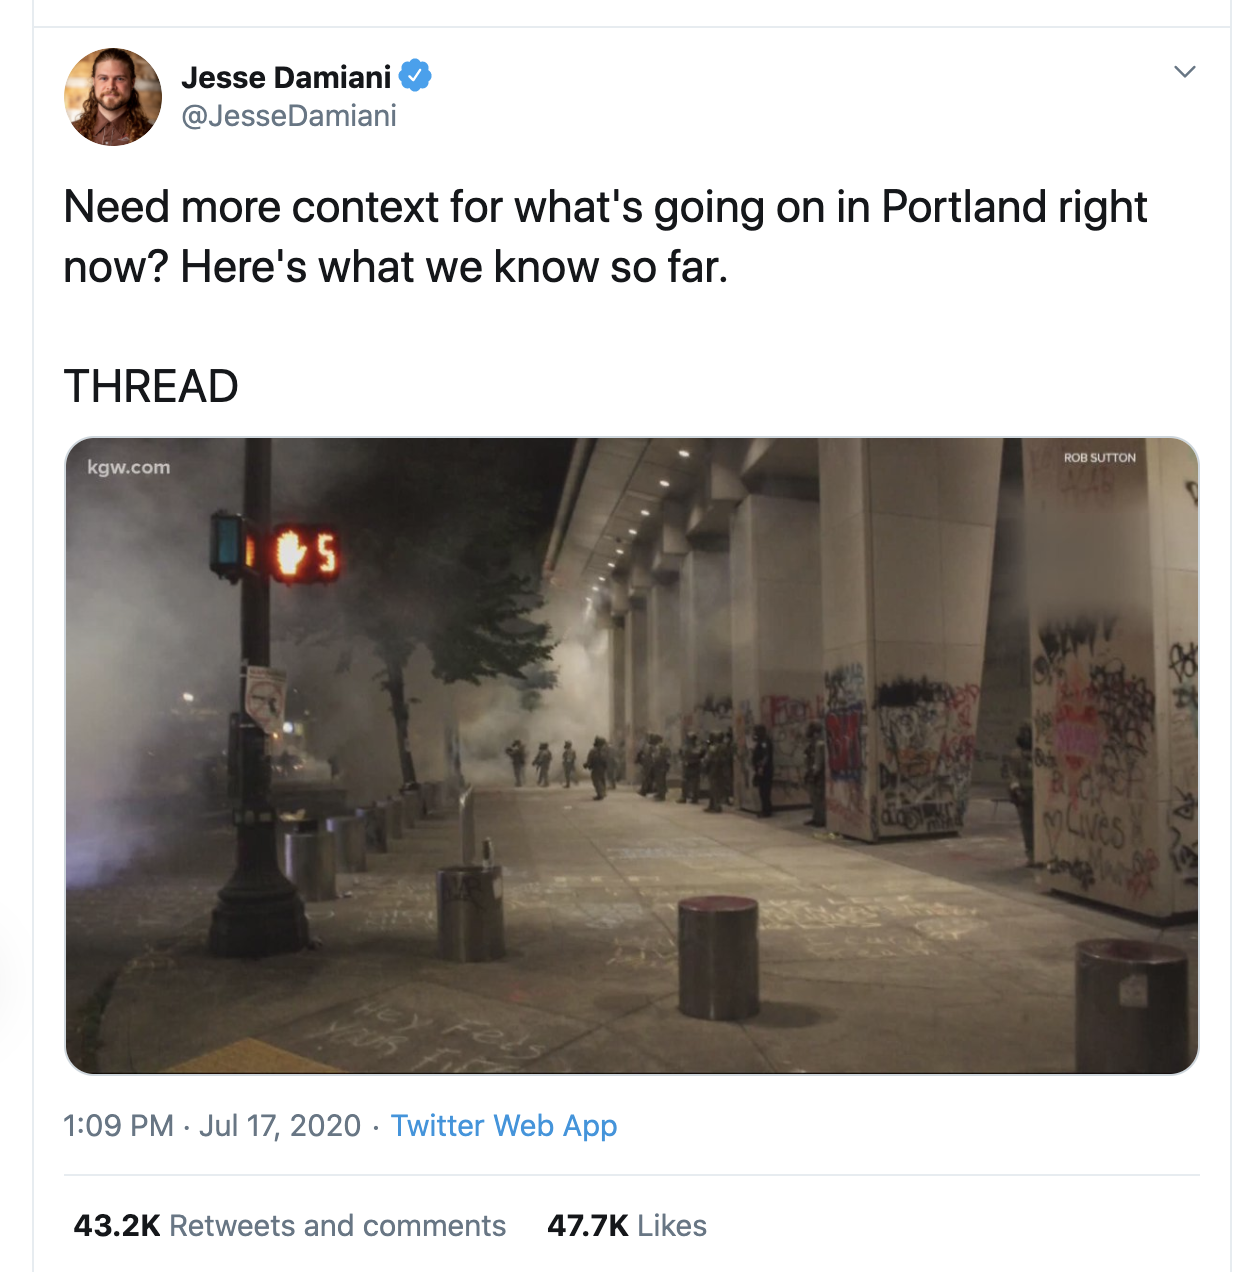 Jesse Damiani
@JesseDamiani
Need more context for what's going on in Portland right
now? Here's what we know so far.
THREAD
kgw.com
ROB SUTTON
5
LIVES
HEY FEDS
YOUR
1:09 PM · Jul 17, 2020 · Twitter Web App
43.2K Retweets and comments 47.7K Likes